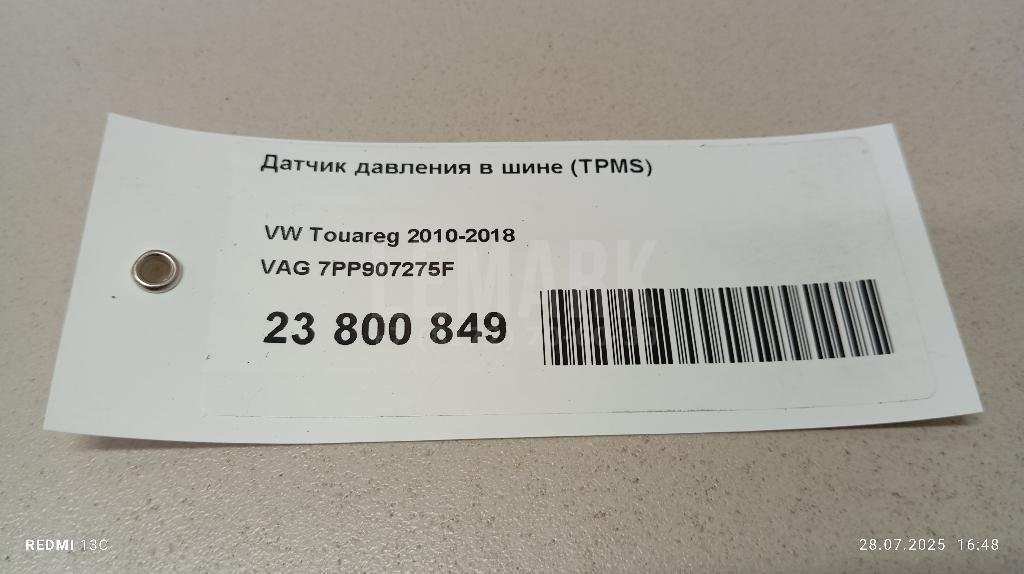 Датчик давления в шине (TPMS)
VW Touareg 2010-2018
VAG 7PP907275F
LEMARK
23 800 849
REDMI 13C
28.07.2025 16:48